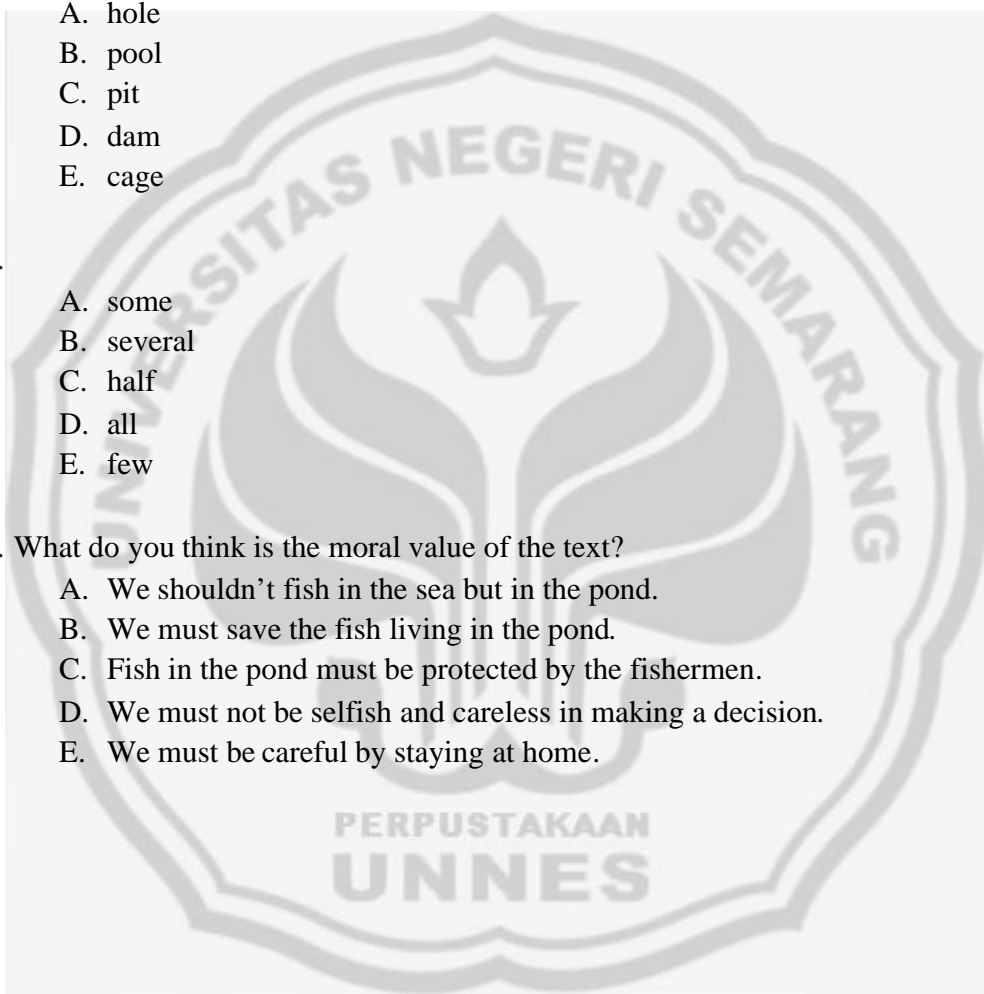 A. hole
B. pool
C. pit
D. dam
E. cage
.
A. some
B. several
C. half
D. all
E. few
. What do you think is the moral value of the text?
A. We shouldn’t fish in the sea but in the pond.
B. We must save the fish living in the pond.
C. Fish in the pond must be protected by the fishermen.
D. We must not be selfish and careless in making a decision.
E. We must be careful by staying at home.
UNIVERSITAS NEGERI SEMARANG
PERPUSTAKAAN
UNNES